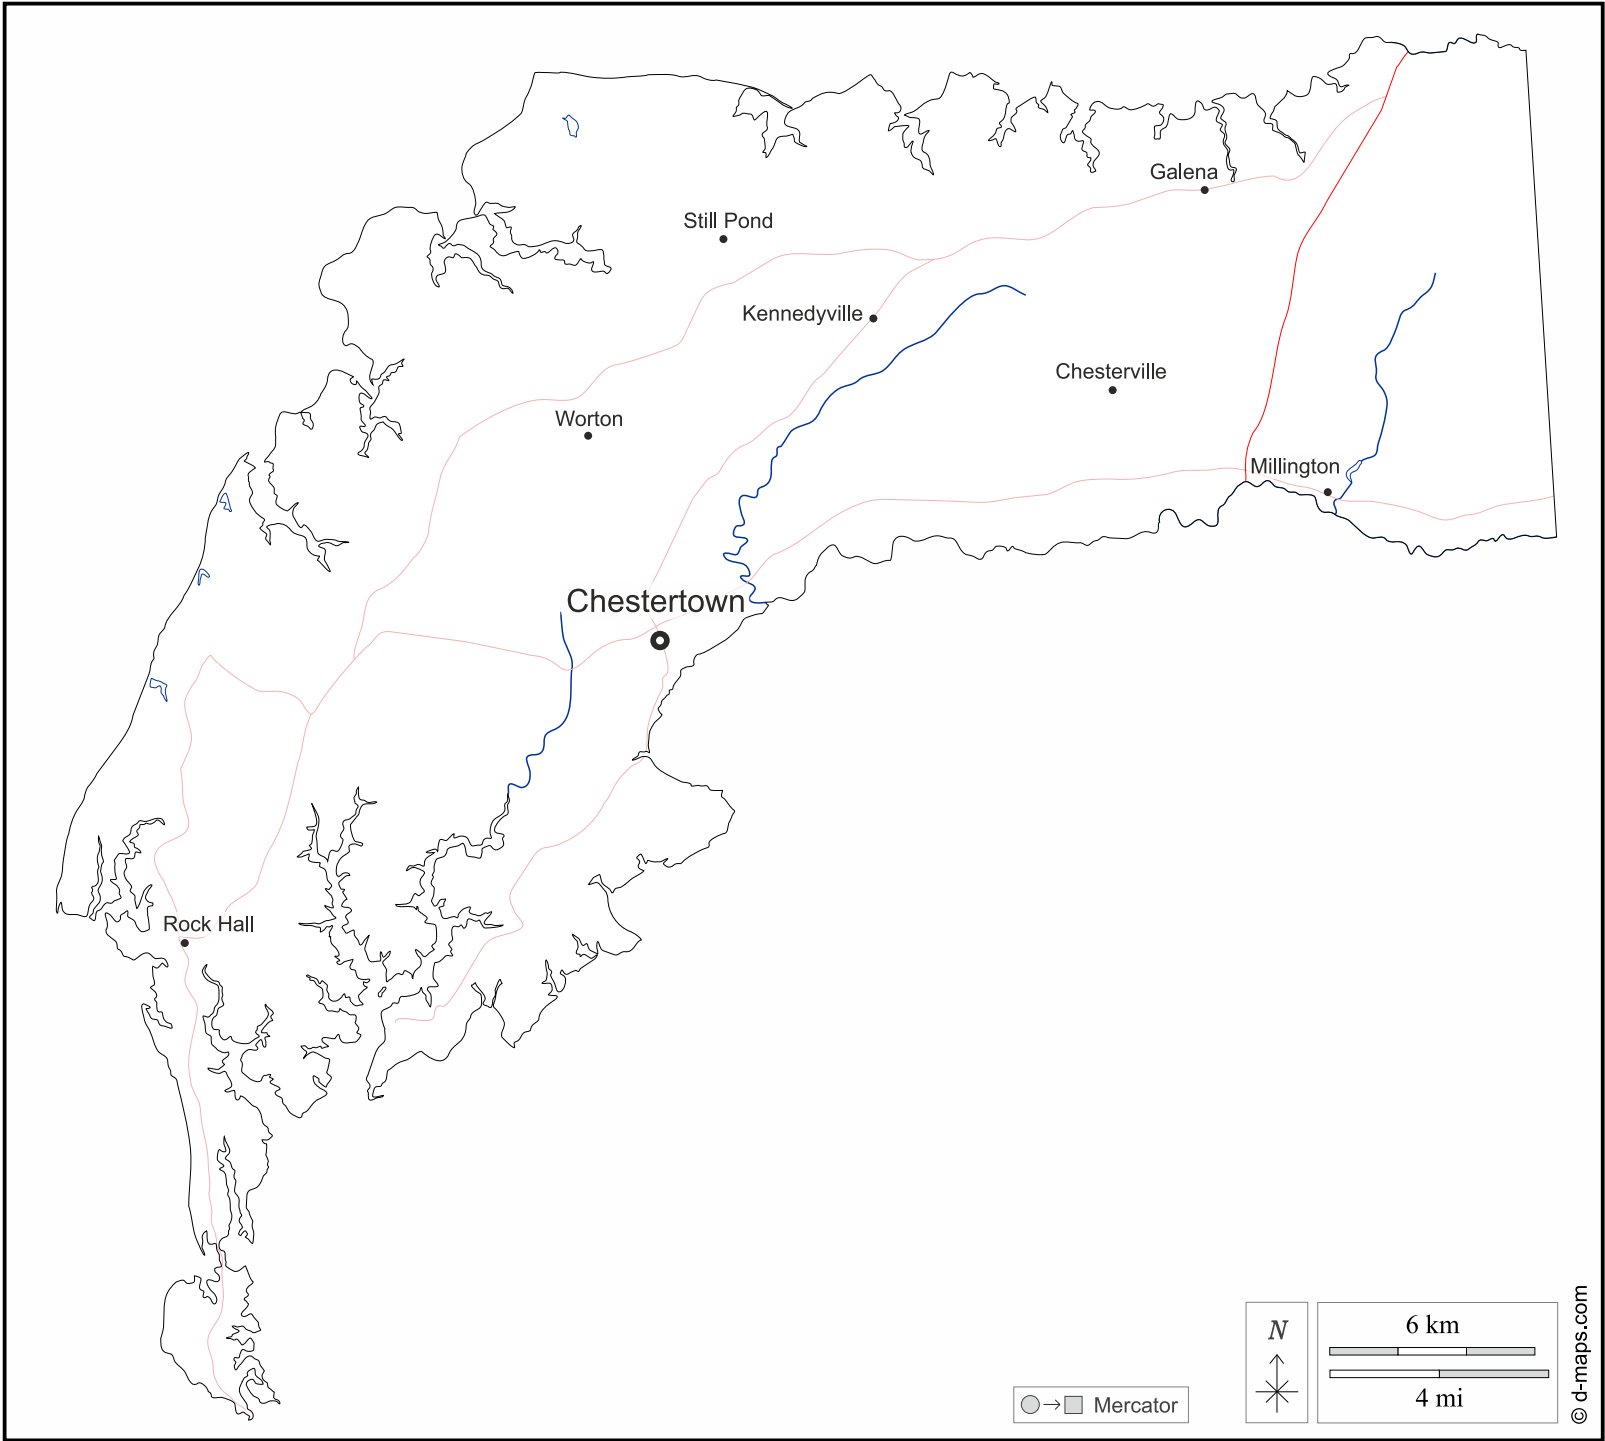 Galena
Still Pond
Kennedyville
Chesterville
Worton
Millington
Chestertown
Rock Hall
N
6 km
4 mi
Mercator
© d-maps.com